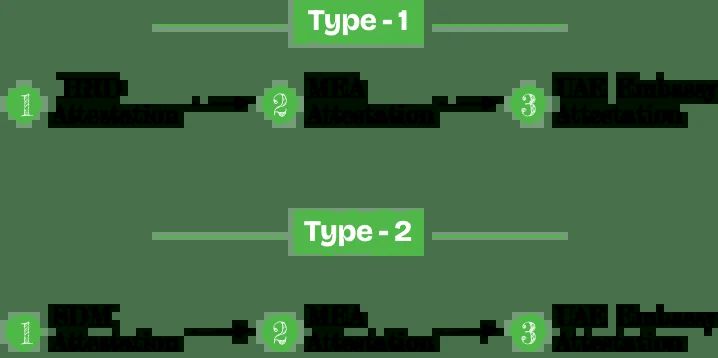 Type - 1
1 HRD 2 MEA 3 UAE Embassy
Attestation Attestation Attestation
Type - 2
1 SDM 2 MEA 3 UAE Embassy
Attestation Attestation Attestation